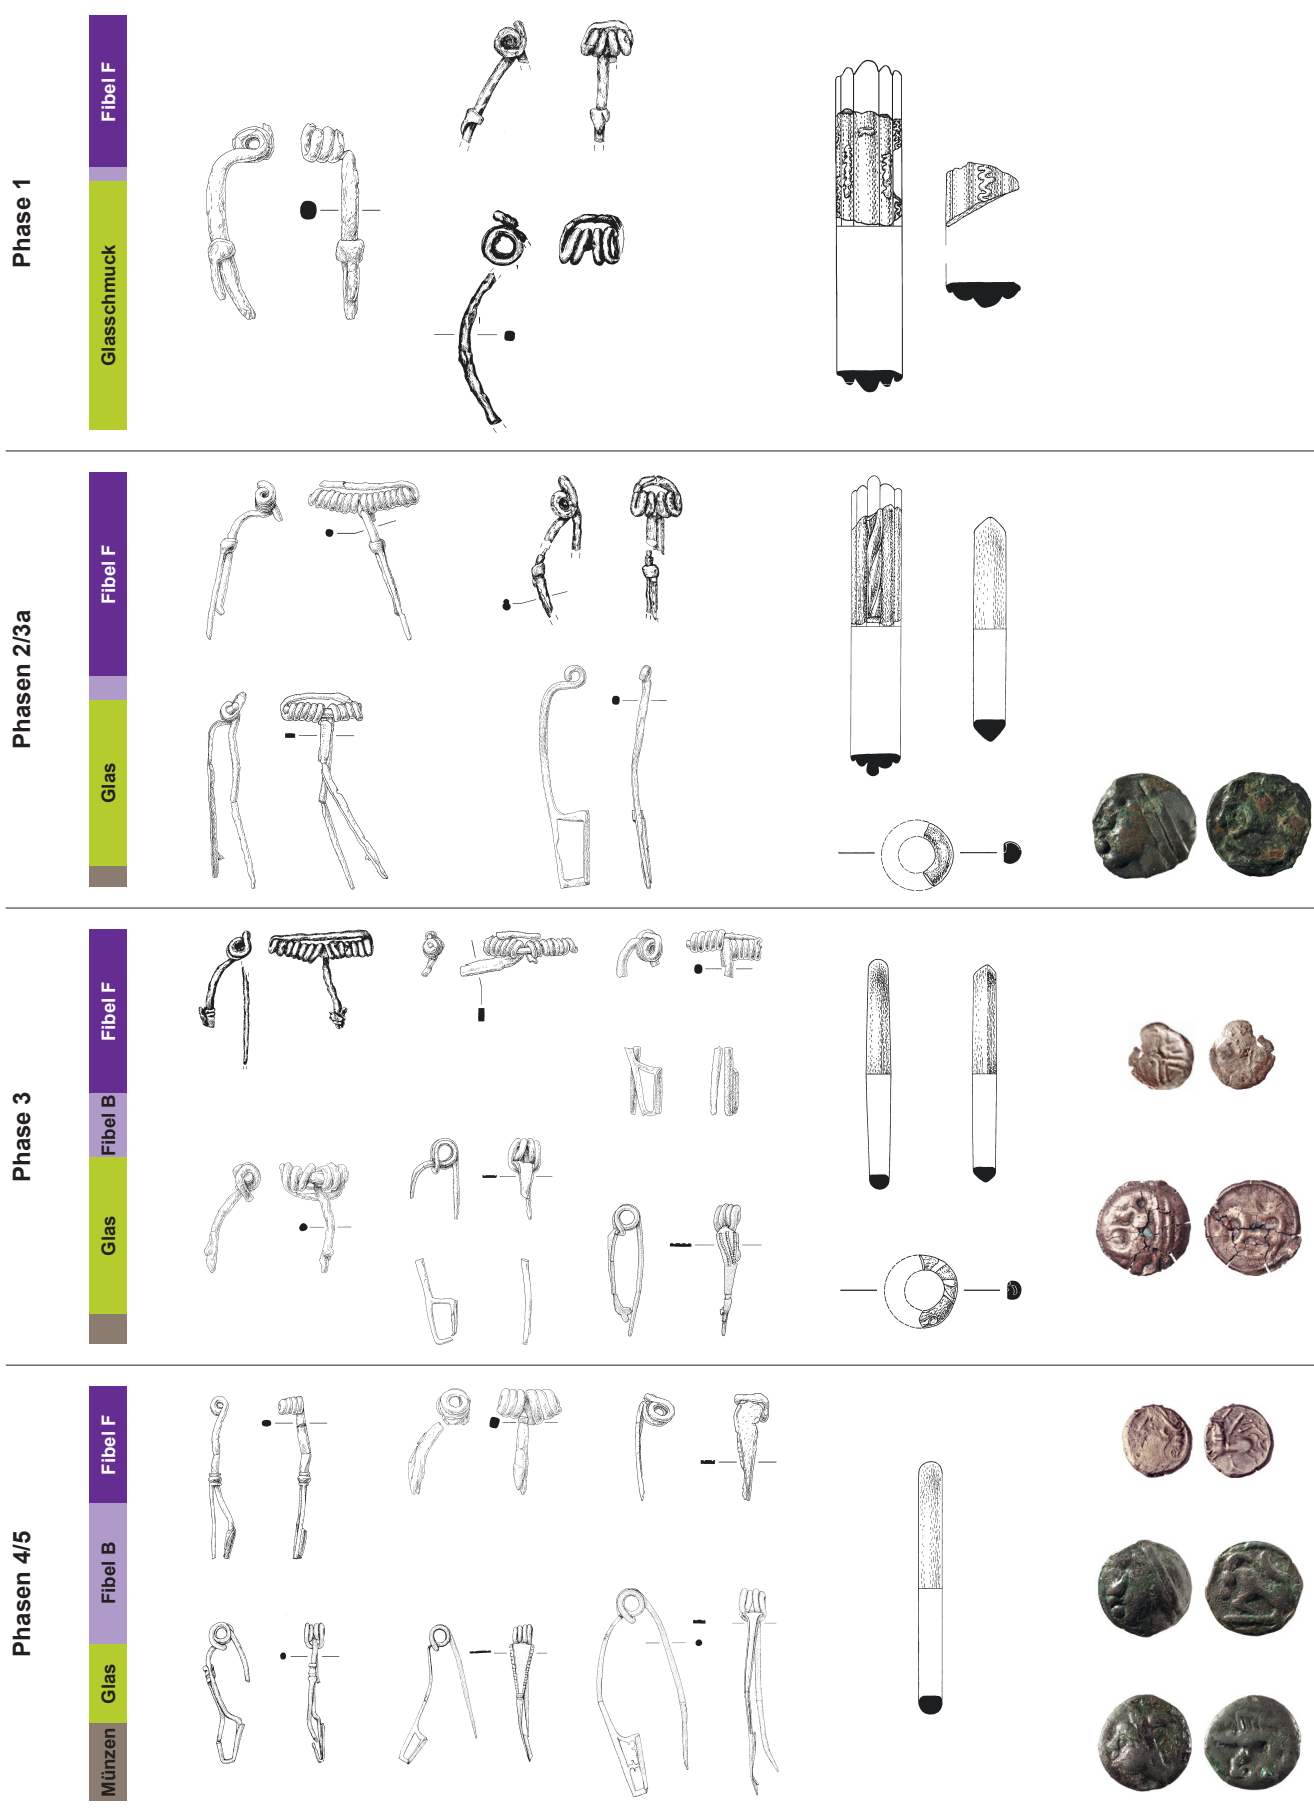 Phase 1
Fibel F
Glasschmuck
Phasen 2/3a
Fibel F
Glas
Phase 3
Fibel F
Fibel B
Glas
Phasen 4/5
Fibel F
Fibel B
Glas
Münzen